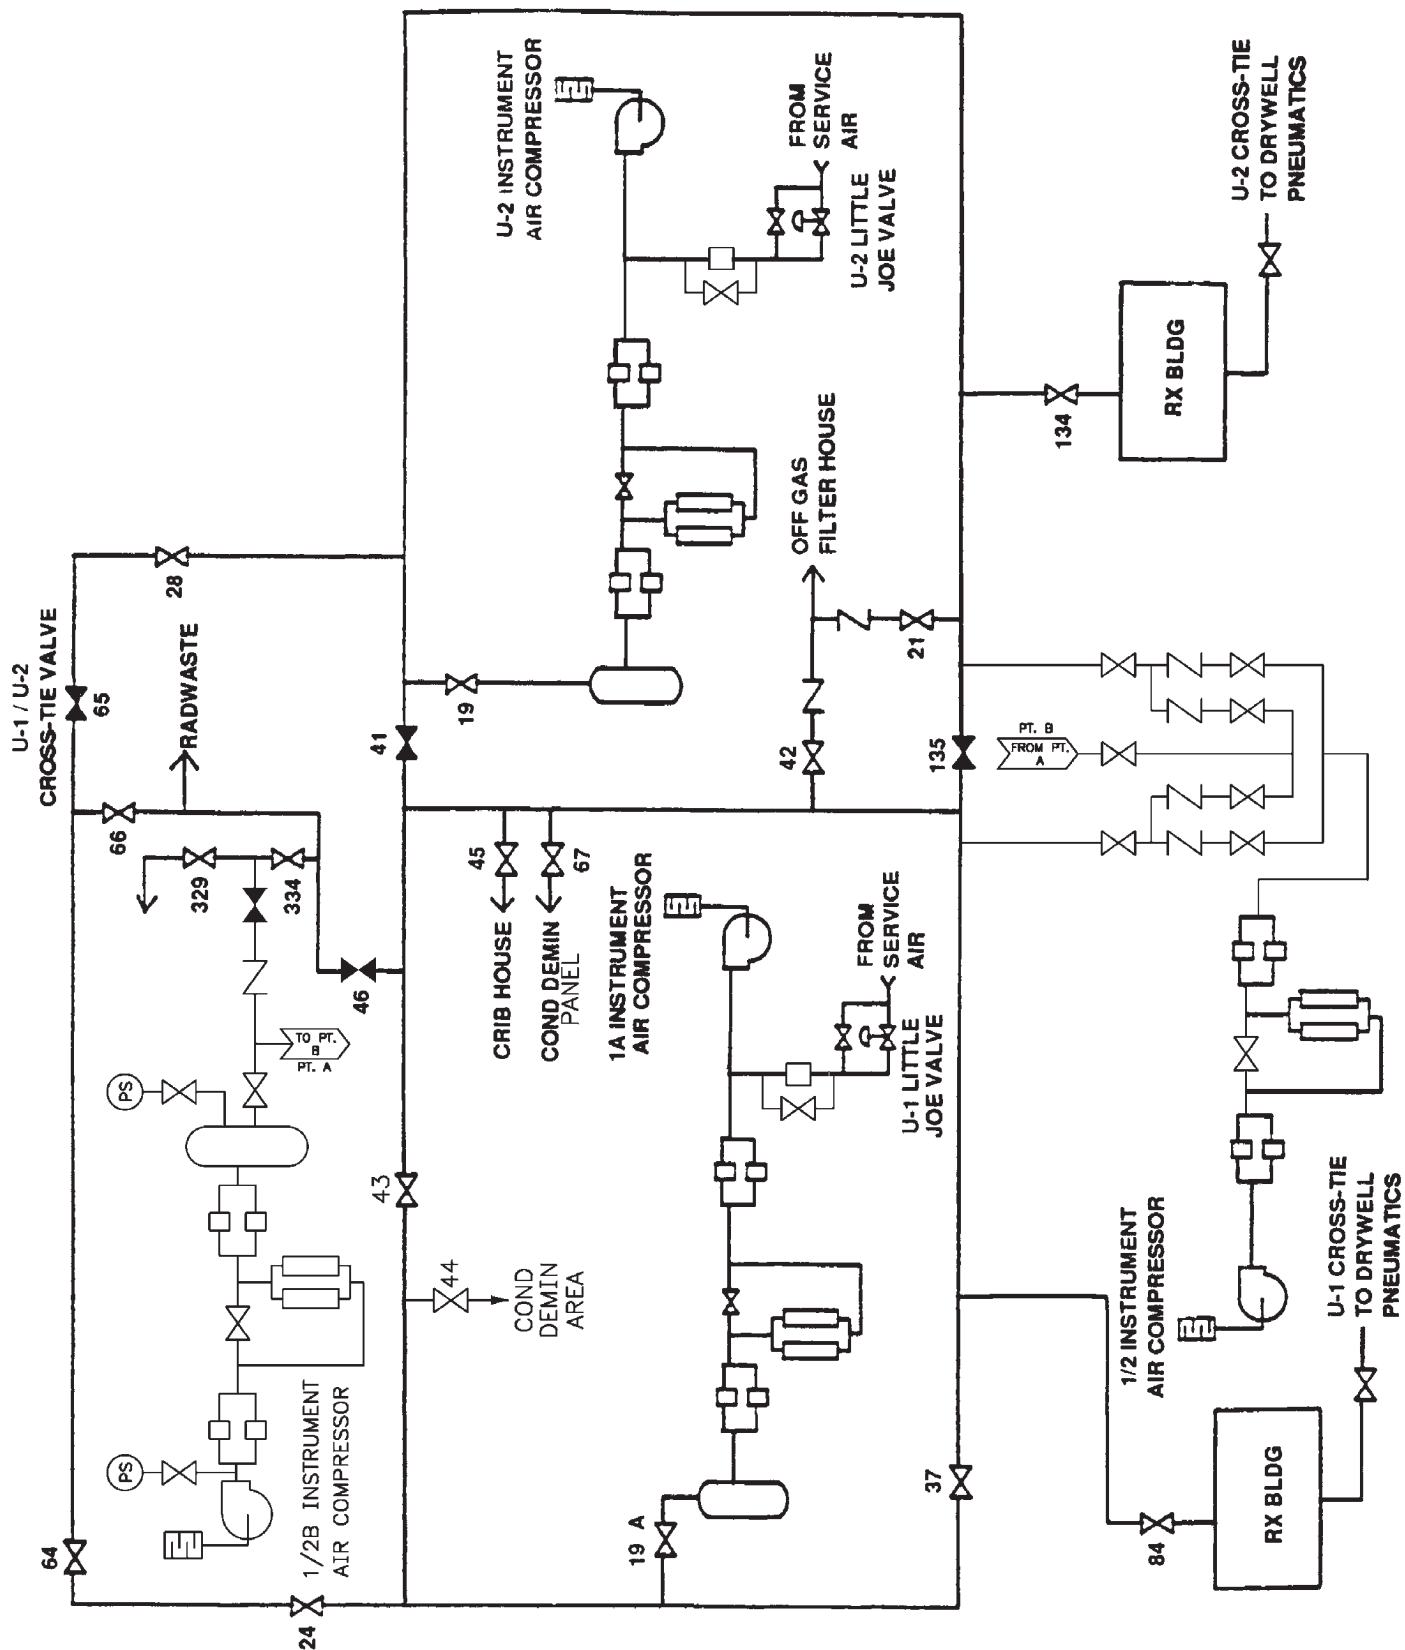 U-1 / U-2
CROSS-TIE VALVE
64
66
65
24
28
1/2B INSTRUMENT
AIR COMPRESSOR
PS
PS
TO PT.
B
PT. A
329
334
RADWASTE
46
44
COND
DEMIN
AREA
43
41
19
U-2 INSTRUMENT
AIR COMPRESSOR
CRIB HOUSE
45
COND DEMIN
PANEL
67
19 A
1A INSTRUMENT
AIR COMPRESSOR
FROM
SERVICE
AIR
U-1 LITTLE
JOE VALVE
FROM
SERVICE
AIR
U-2 LITTLE
JOE VALVE
OFF GAS
FILTER HOUSE
42
21
37
135
134
84
RX BLDG
U-1 CROSS-TIE
TO DRYWELL
PNEUMATICS
1/2 INSTRUMENT
AIR COMPRESSOR
PT. B
FROM PT.
A
RX BLDG
U-2 CROSS-TIE
TO DRYWELL
PNEUMATICS